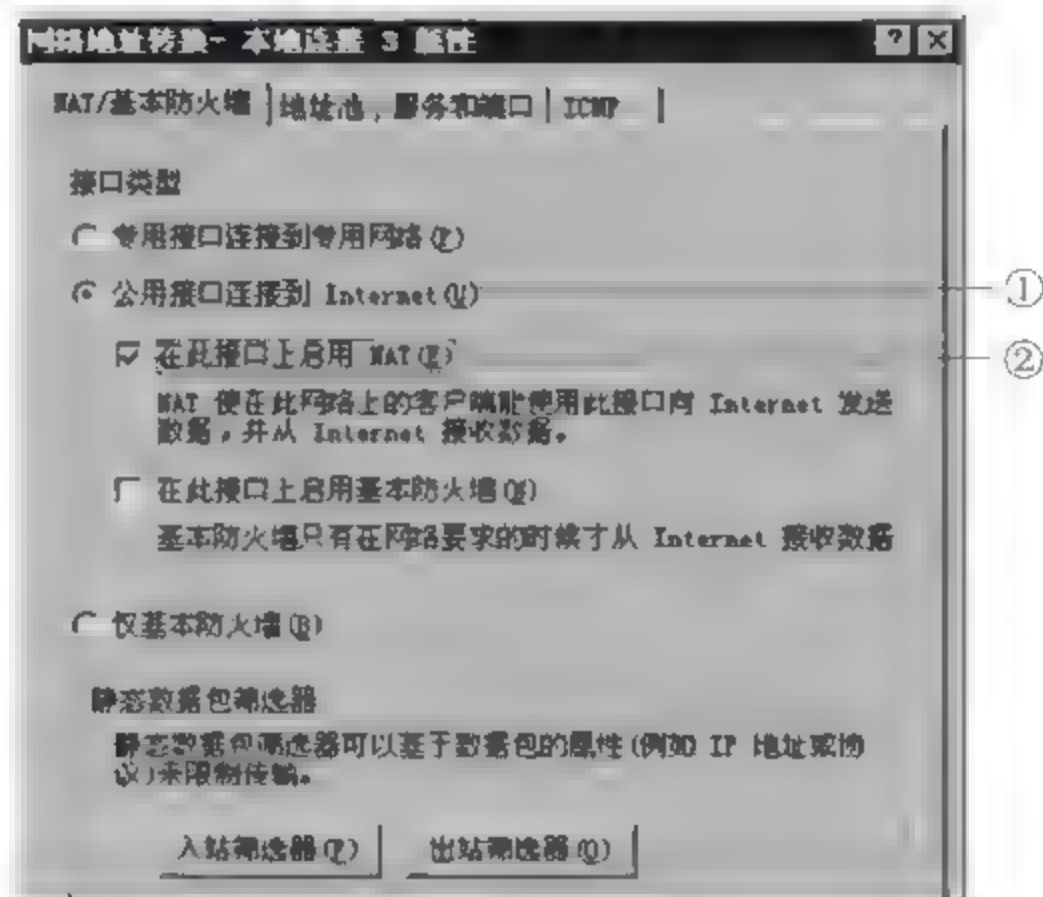 网络地址转换- 本地连接 3 属性
NAT/基本防火墙 地址池,服务和端口 ICMP
接口类型
专用接口连接到专用网络(P)
公用接口连接到 Internet(U)
①
在此接口上启用 NAT(E)
②
NAT 使在此网络上的客户端能使用此接口向 Internet 发送
数据,并从 Internet 接收数据。
在此接口上启用基本防火墙(N)
基本防火墙只有在网络要求的时候才从 Internet 接收数据
仅基本防火墙(B)
静态数据包筛选器
静态数据包筛选器可以基于数据包的属性(例如 IP 地址或协
议)来限制传输。
入站筛选器(F) 出站筛选器(O)